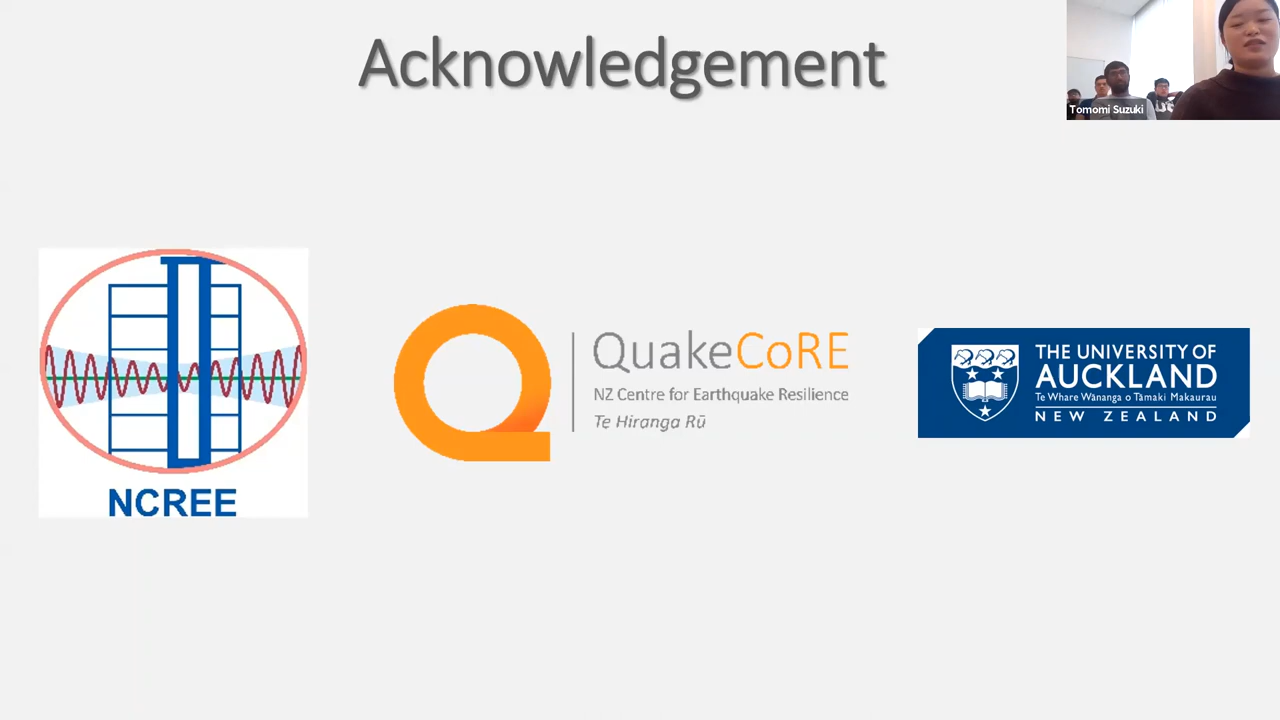 Acknowledgement
Tomomi Suzuki
NCREE
QuakeCoRE
NZ Centre for Earthquake Resilience
Te Hiranga Rū
THE UNIVERSITY OF
AUCKLAND
Te Whare Wānanga o Tāmaki Makaurau
NEW ZEALAND